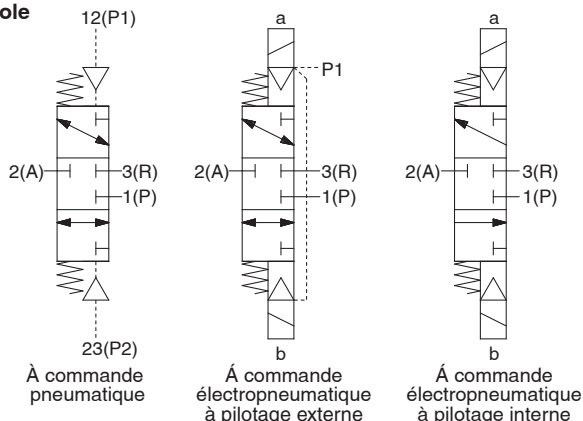 ole
12(P1)
2(A)
3(R)
1(P)
23(P2)
À commande
pneumatique
a
P1
2(A)
3(R)
1(P)
b
Á commande
électropneumatique
à pilotage externe
a
2(A)
3(R)
1(P)
b
Á commande
électropneumatique
à pilotage interne